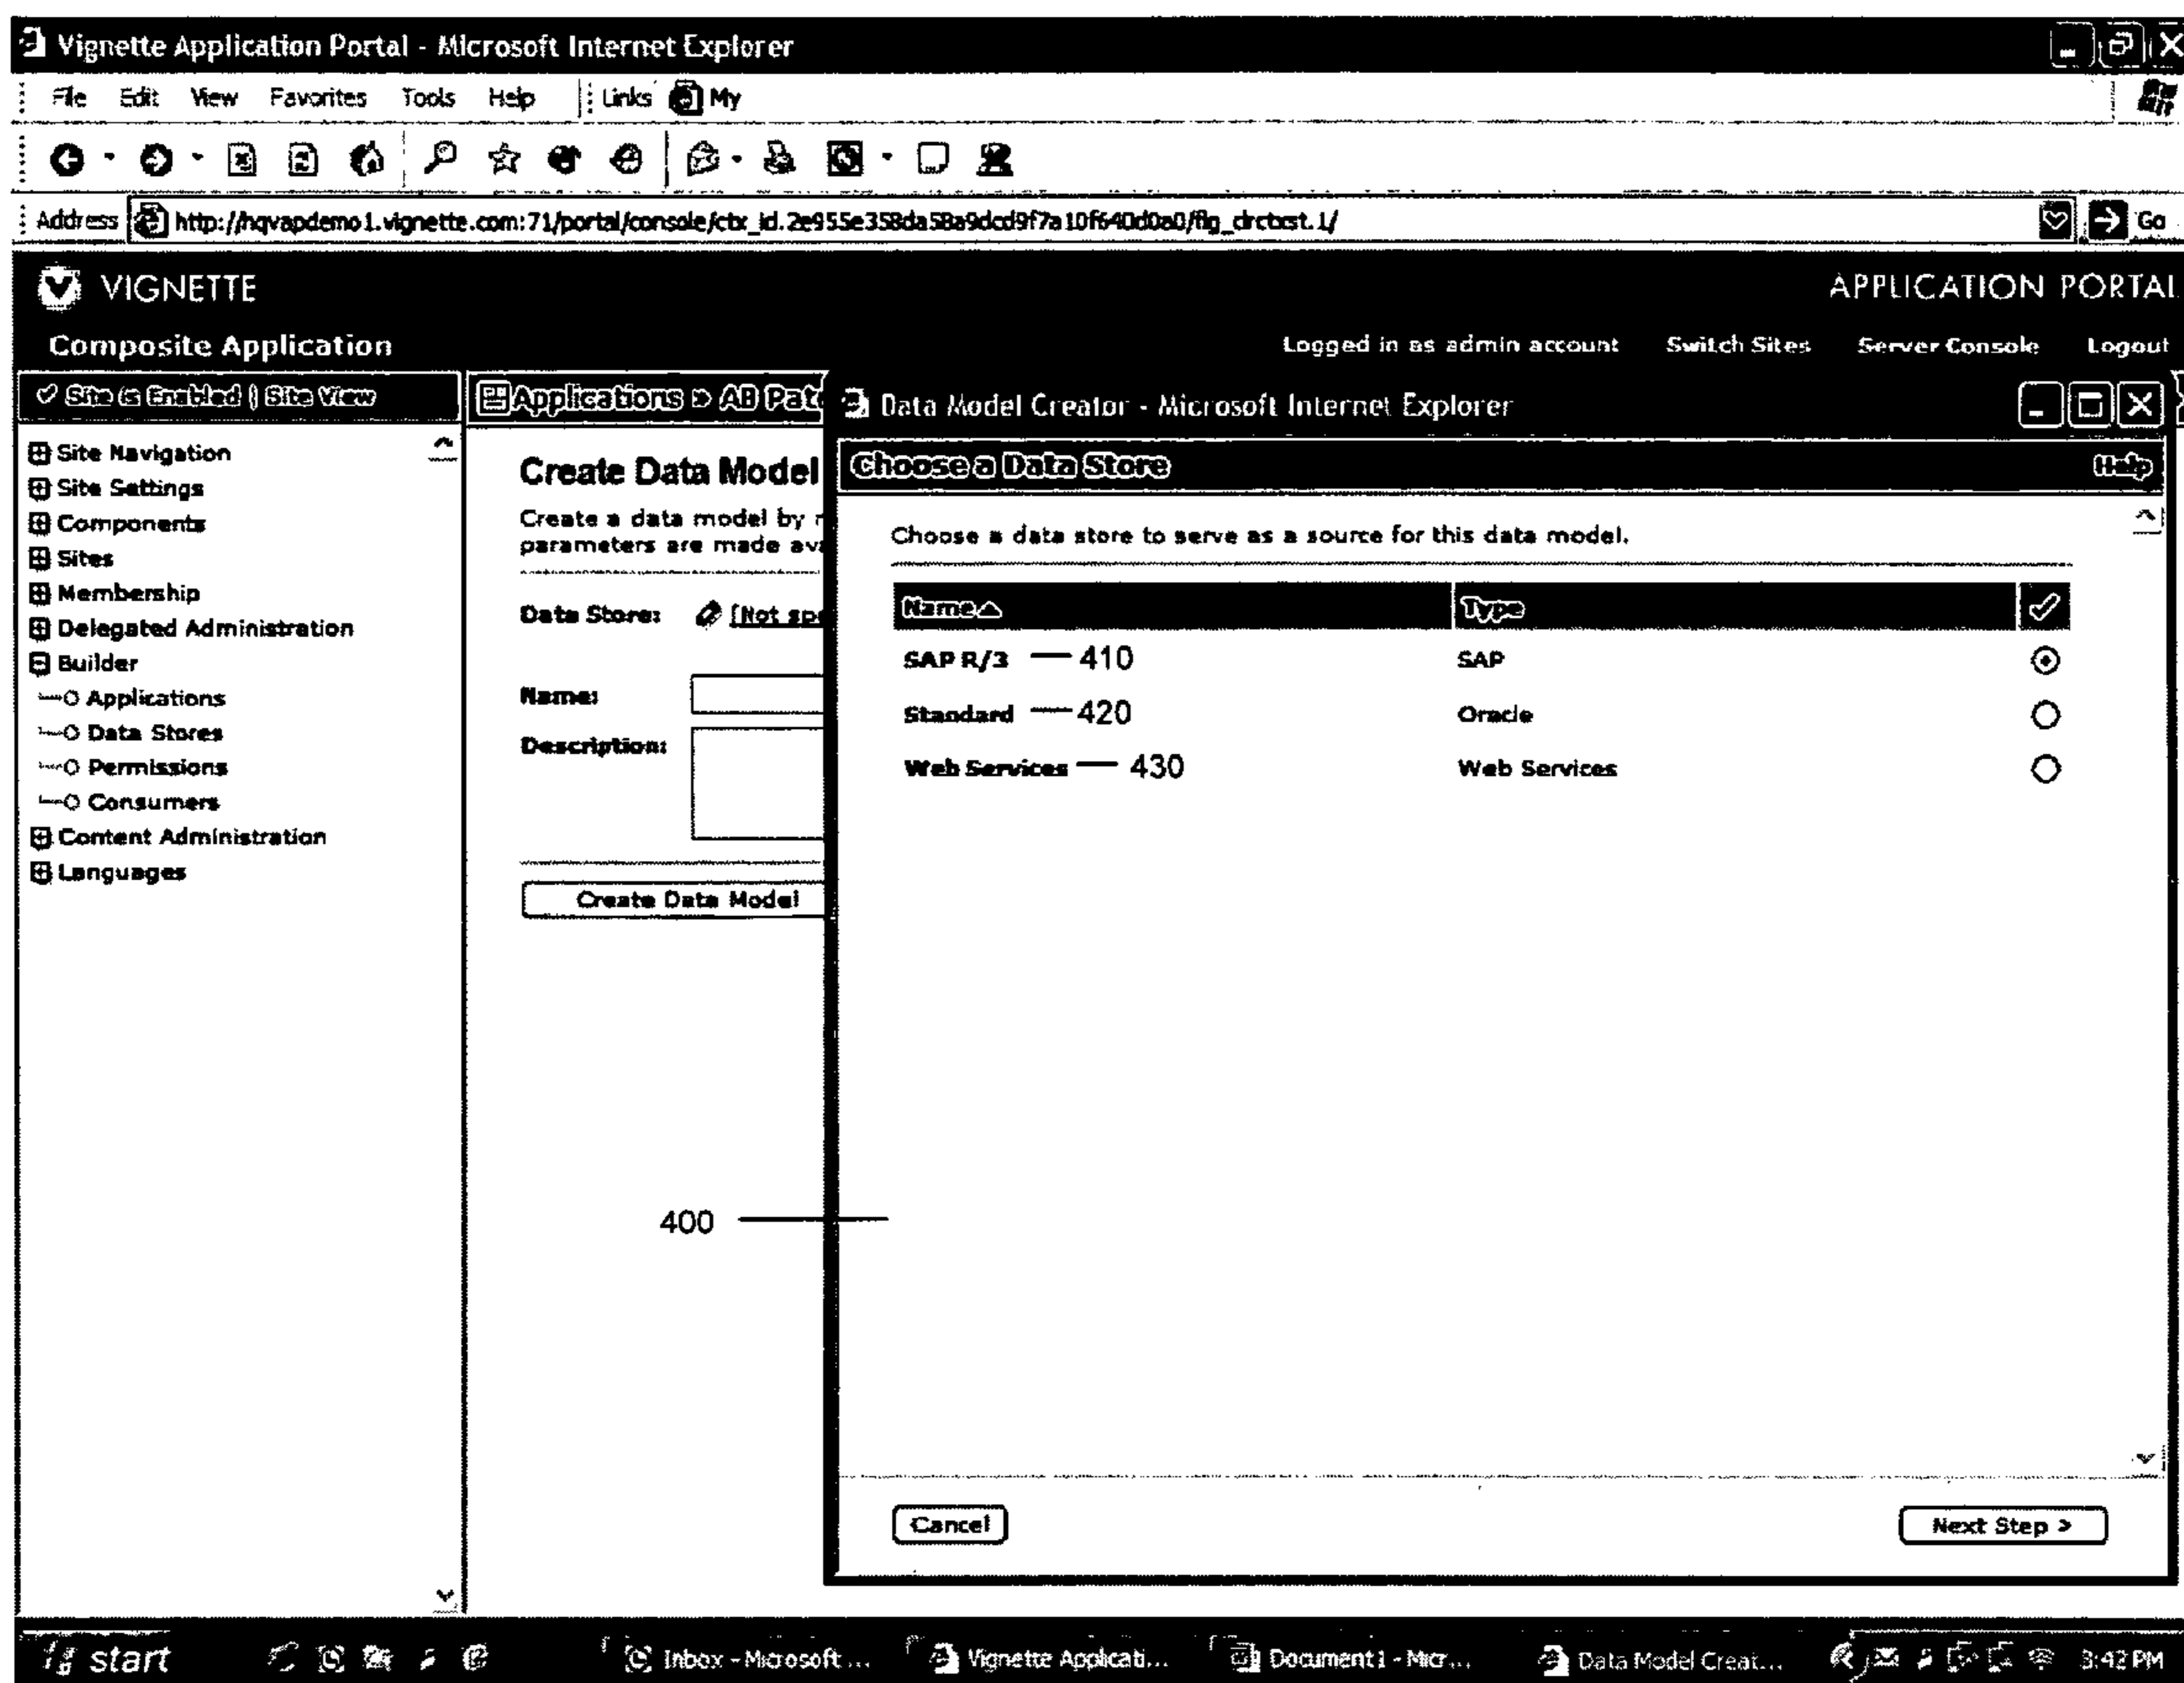 Vignette Application Portal - Microsoft Internet Explorer
File Edit View Favorites Tools Help Links My
Address http://hqvapdemo1.vignette.com:71/portal/console/ Go
VIGNETTE APPLICATION PORTAL
Composite Application Logged in as admin account Switch Sites Server Console Logout
Site is Enabled | Site View
Site Navigation
Site Settings
Components
Sites
Membership
Delegated Administration
Builder
Applications
Data Stores
Permissions
Consumers
Content Administration
Languages
Applications » AB Pat
Create Data Model
Create a data model by
parameters are made
Data Store: [Not
Name:
Description:
Create Data Model
400
Data Model Creator - Microsoft Internet Explorer
Choose a Data Store Help
Choose a data store to serve as a source for this data model.
Name Type
SAP R/3 410 SAP
Standard 420 Oracle
Web Services 430 Web Services
Cancel Next Step >
start Inbox - Microsoft ... Vignette Applicati... Document1 - Micr... Data Model Creat... 3:42 PM